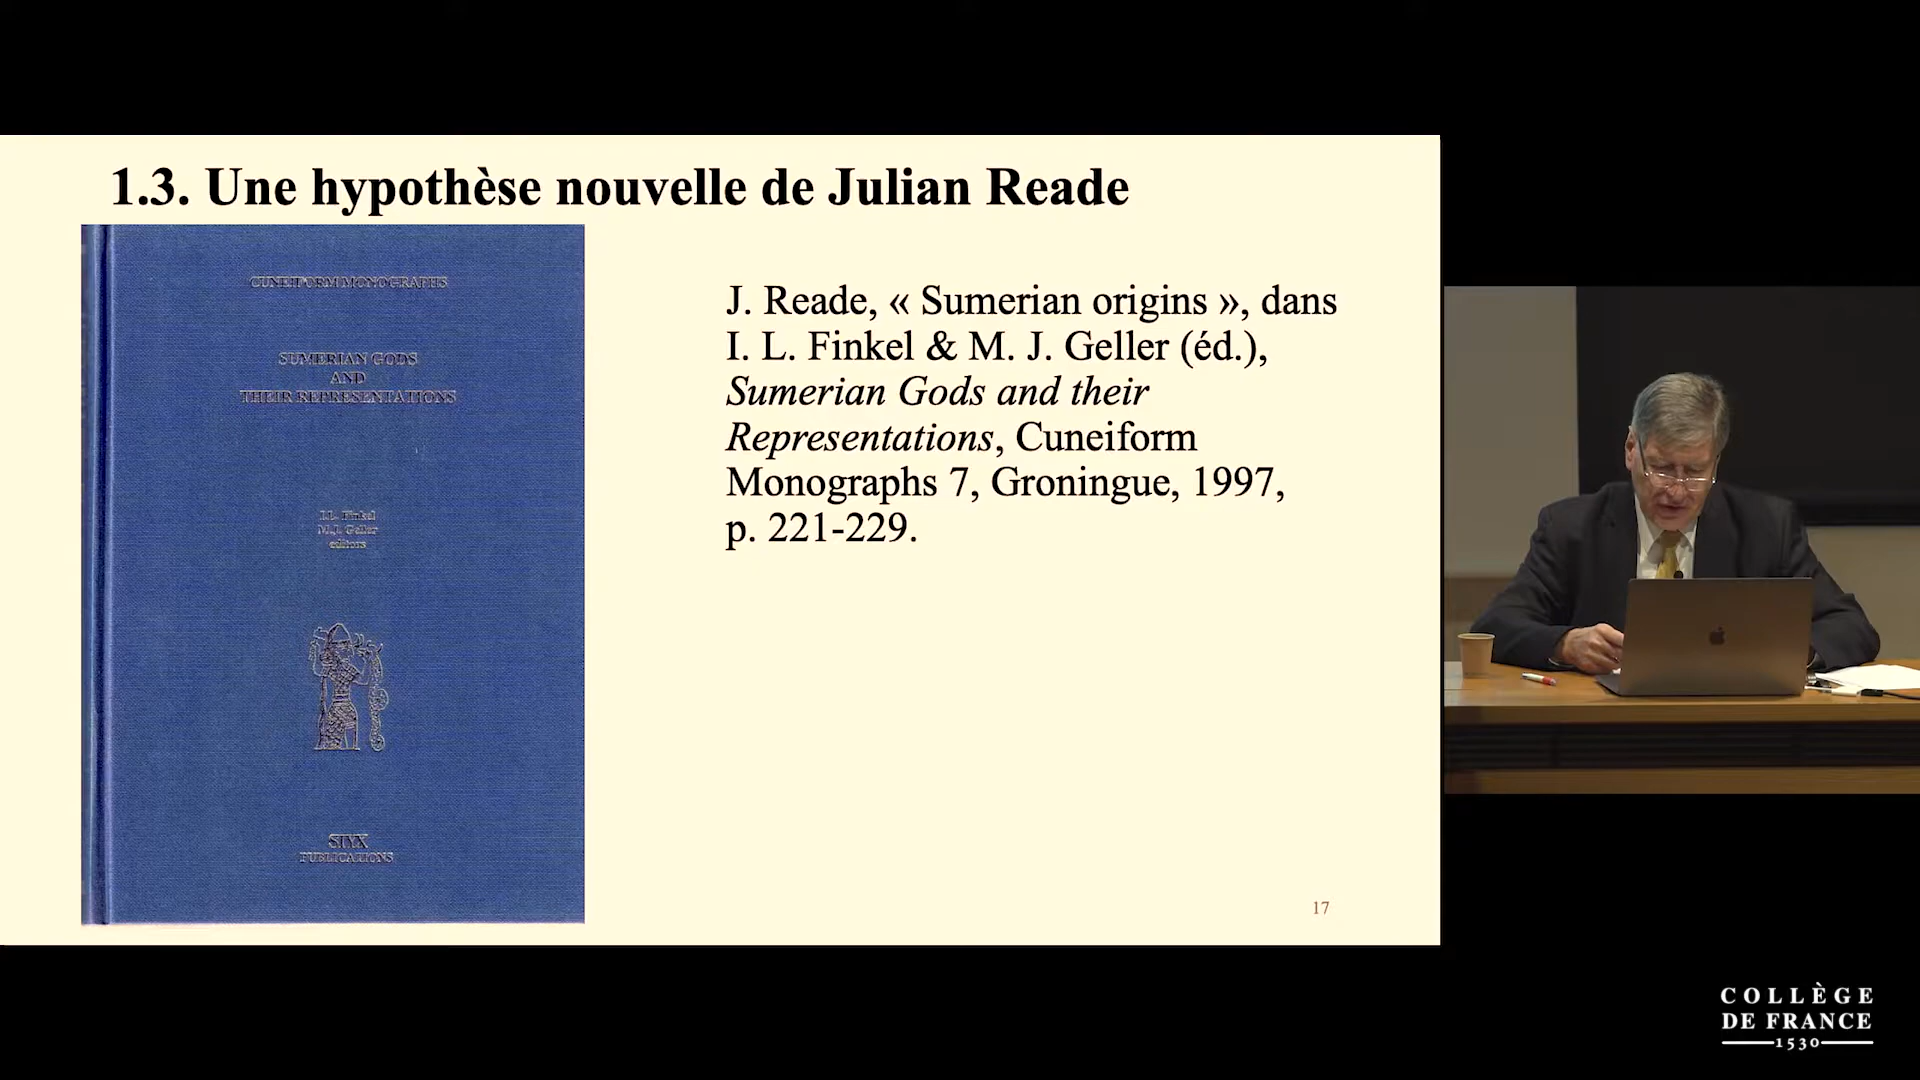 1.3. Une hypothèse nouvelle de Julian Reade
CUNEIFORM MONOGRAPHS
SUMERIAN GODS
AND
THEIR REPRESENTATIONS
I.L. Finkel
M.J. Geller
editors
STYX
PUBLICATIONS
J. Reade, « Sumerian origins », dans
I. L. Finkel & M. J. Geller (éd.),
Sumerian Gods and their
Representations, Cuneiform
Monographs 7, Groningue, 1997,
p. 221-229.
17
COLLÈGE
DE FRANCE
1530